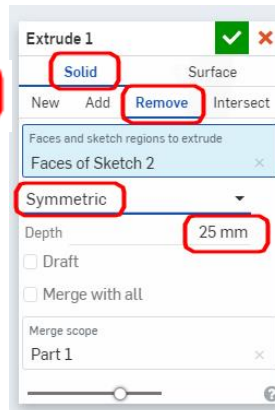 Extrude 1
Solid Surface
New Add Remove Intersect
Faces and sketch regions to extrude
Faces of Sketch 2
Symmetric
Depth 25 mm
Draft
Merge with all
Merge scope
Part 1